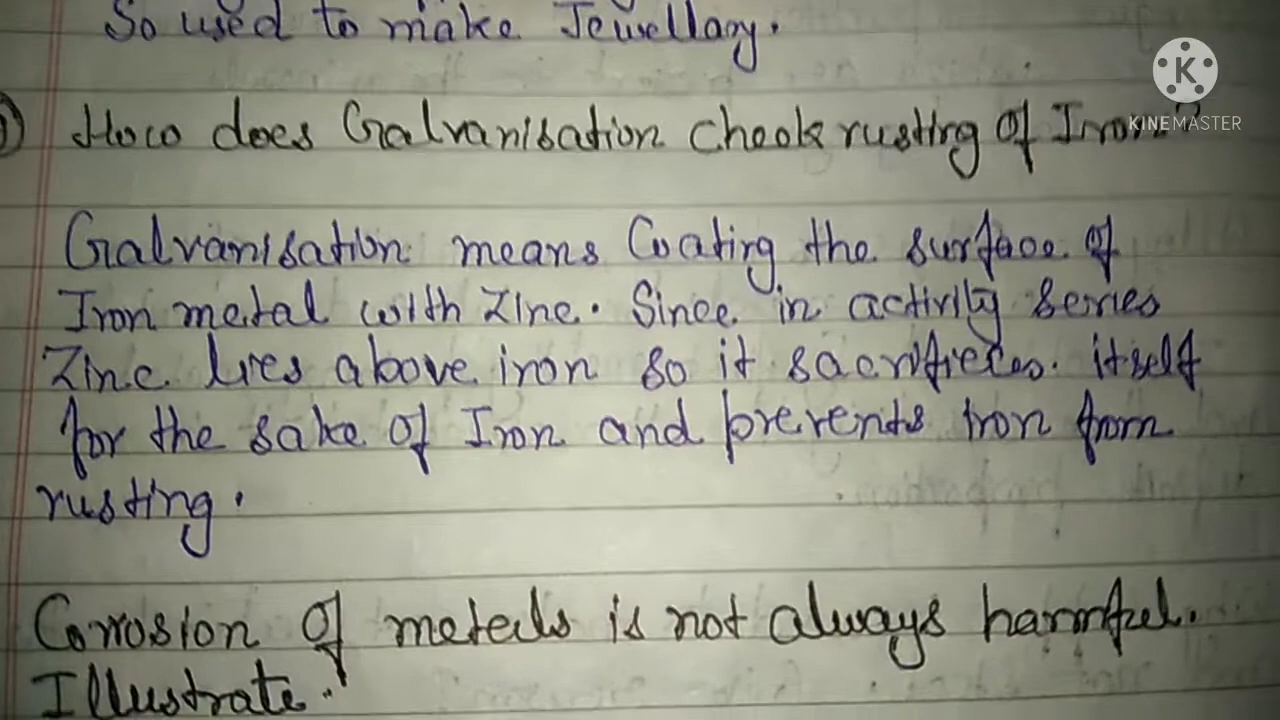 So used to make Jewellary.
How does Galvanisation check rusting of Iron?
KINEMASTER
Galvanisation means Coating the surface of
Iron metal with Zinc. Since in activity series
Zinc lies above iron so it sacrifices. itself
for the sake of Iron and prevents iron from
rusting.
Corrosion of metals is not always harmful.
Illustrate.